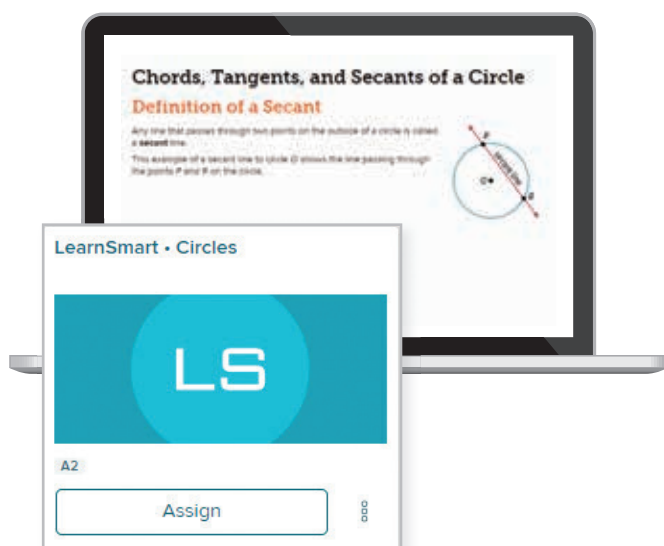 Chords, Tangents, and Secants of a Circle
Definition of a Secant
Any line that passes through two points on the outside of a circle is called
a secant line.
This example of a secant line to circle O shows the line passing through
the points P and R on the circle.
P
secant line
O
LearnSmart • Circles
LS
A2
Assign